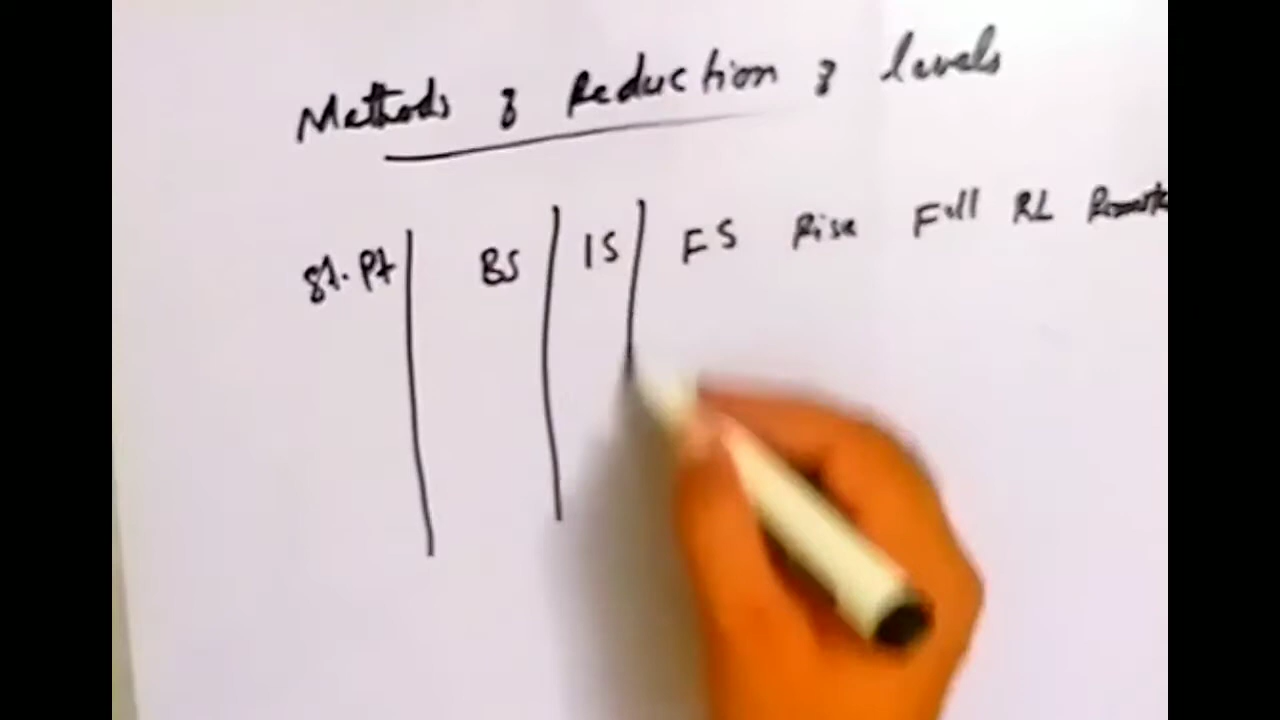 Methods of Reduction of levels
St. Pt BS IS FS Rise Fall RL